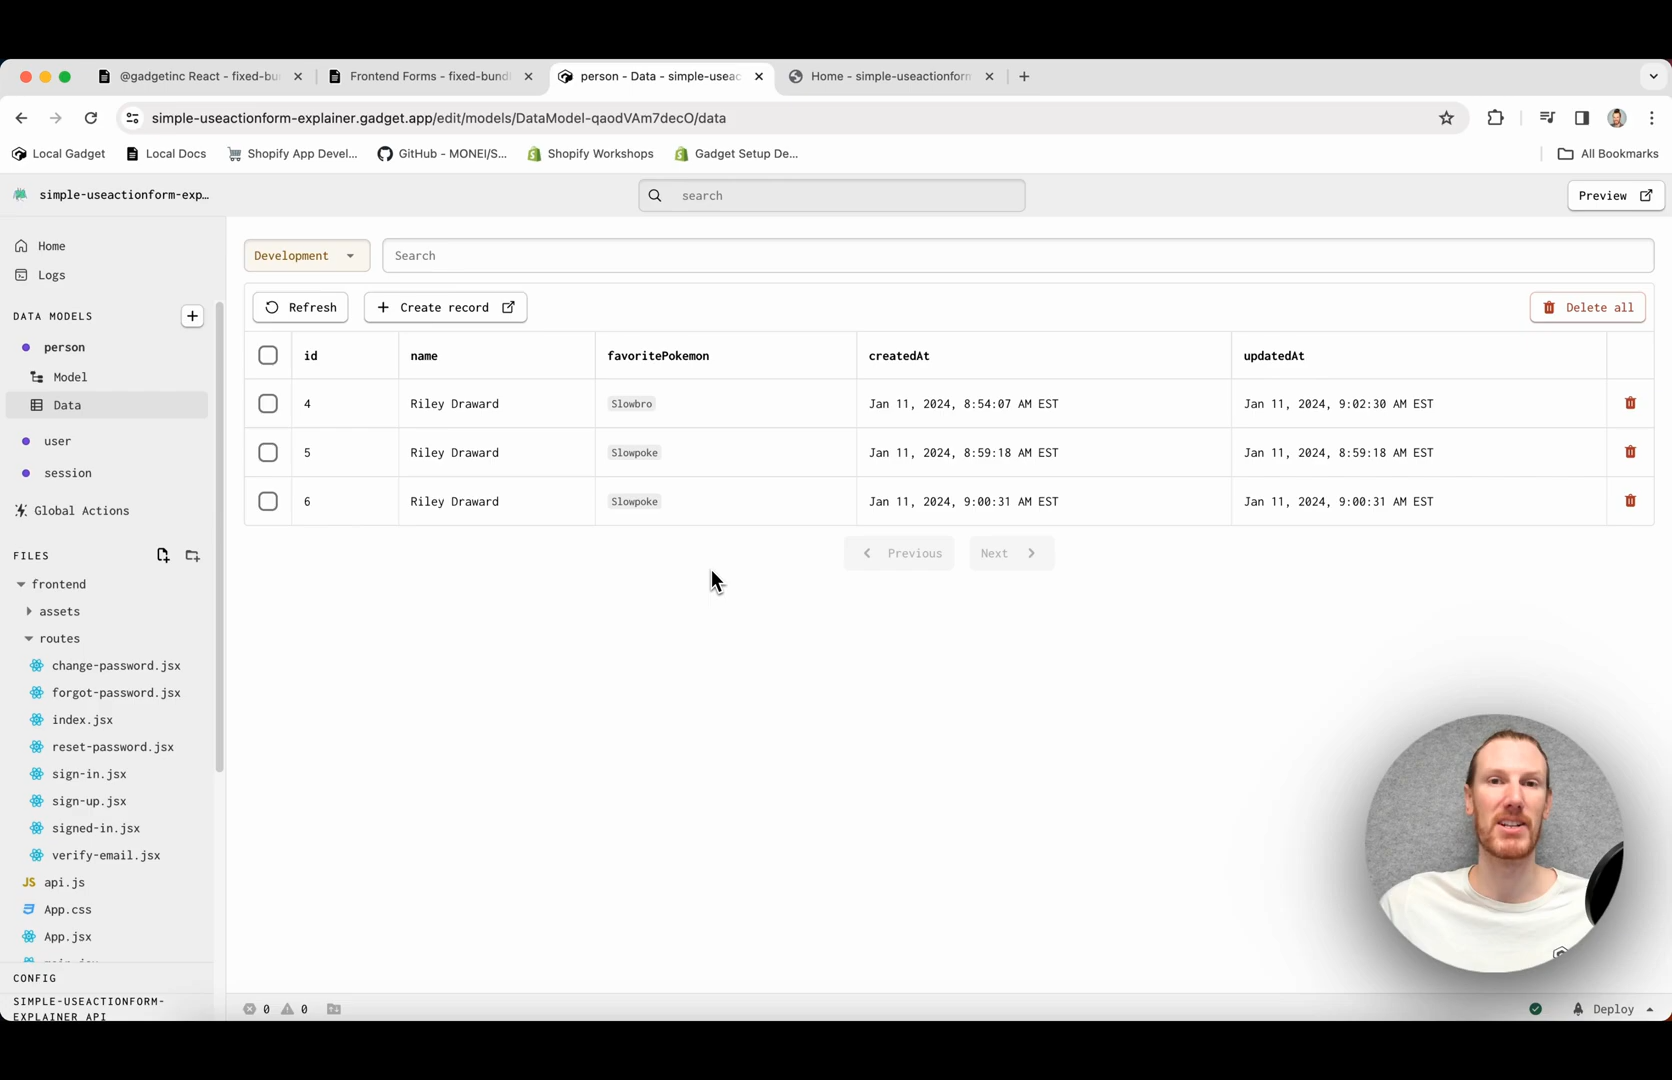 @gadgetinc React - fixed-bu
Frontend Forms - fixed-bund
person - Data - simple-useac
Home - simple-useactionform
simple-useactionform-explainer.gadget.app/edit/models/DataModel-qaodVAm7decO/data
Local Gadget
Local Docs
Shopify App Devel...
GitHub - MONEI/S...
Shopify Workshops
Gadget Setup De...
All Bookmarks
simple-useactionform-exp...
search
Preview
Home
Logs
DATA MODELS
person
Model
Data
user
session
Global Actions
FILES
frontend
assets
routes
change-password.jsx
forgot-password.jsx
index.jsx
reset-password.jsx
sign-in.jsx
sign-up.jsx
signed-in.jsx
verify-email.jsx
JS api.js
App.css
App.jsx
CONFIG
SIMPLE-USEACTIONFORM-
EXPLAINER API
Development
Search
Refresh
Create record
Delete all
id name favoritePokemon createdAt updatedAt
4 Riley Draward Slowbro Jan 11, 2024, 8:54:07 AM EST Jan 11, 2024, 9:02:30 AM EST
5 Riley Draward Slowpoke Jan 11, 2024, 8:59:18 AM EST Jan 11, 2024, 8:59:18 AM EST
6 Riley Draward Slowpoke Jan 11, 2024, 9:00:31 AM EST Jan 11, 2024, 9:00:31 AM EST
Previous
Next
0 0
Deploy